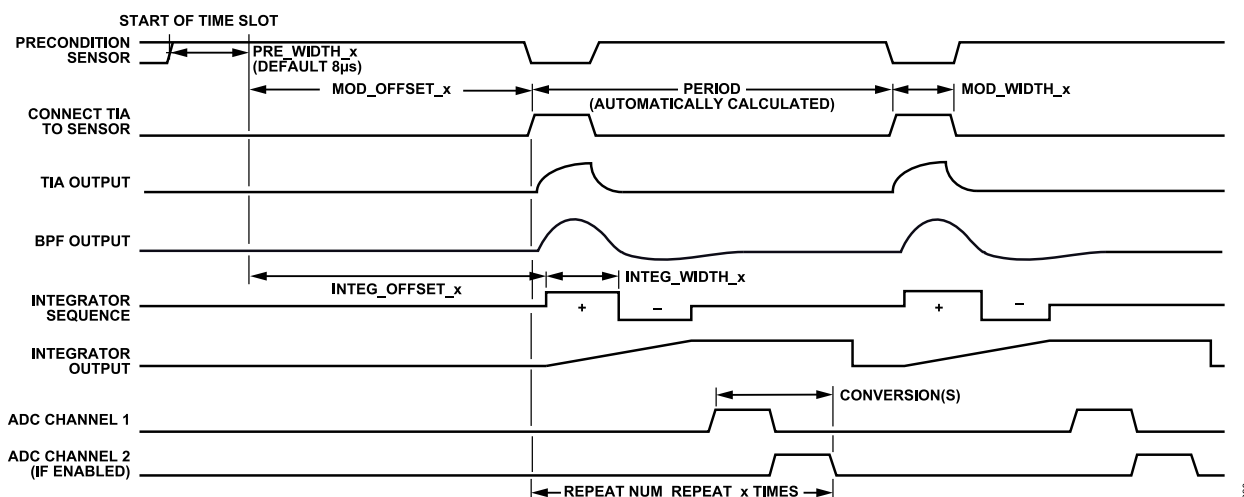 START OF TIME SLOT
PRECONDITION
SENSOR
PRE_WIDTH_x
(DEFAULT 8µs)
MOD_OFFSET_x
PERIOD
(AUTOMATICALLY CALCULATED)
MOD_WIDTH_x
CONNECT TIA
TO SENSOR
TIA OUTPUT
BPF OUTPUT
INTEG_OFFSET_x
INTEG_WIDTH_x
INTEGRATOR
SEQUENCE
+
–
+
–
INTEGRATOR
OUTPUT
CONVERSION(S)
ADC CHANNEL 1
ADC CHANNEL 2
(IF ENABLED)
REPEAT NUM_REPEAT_x TIMES